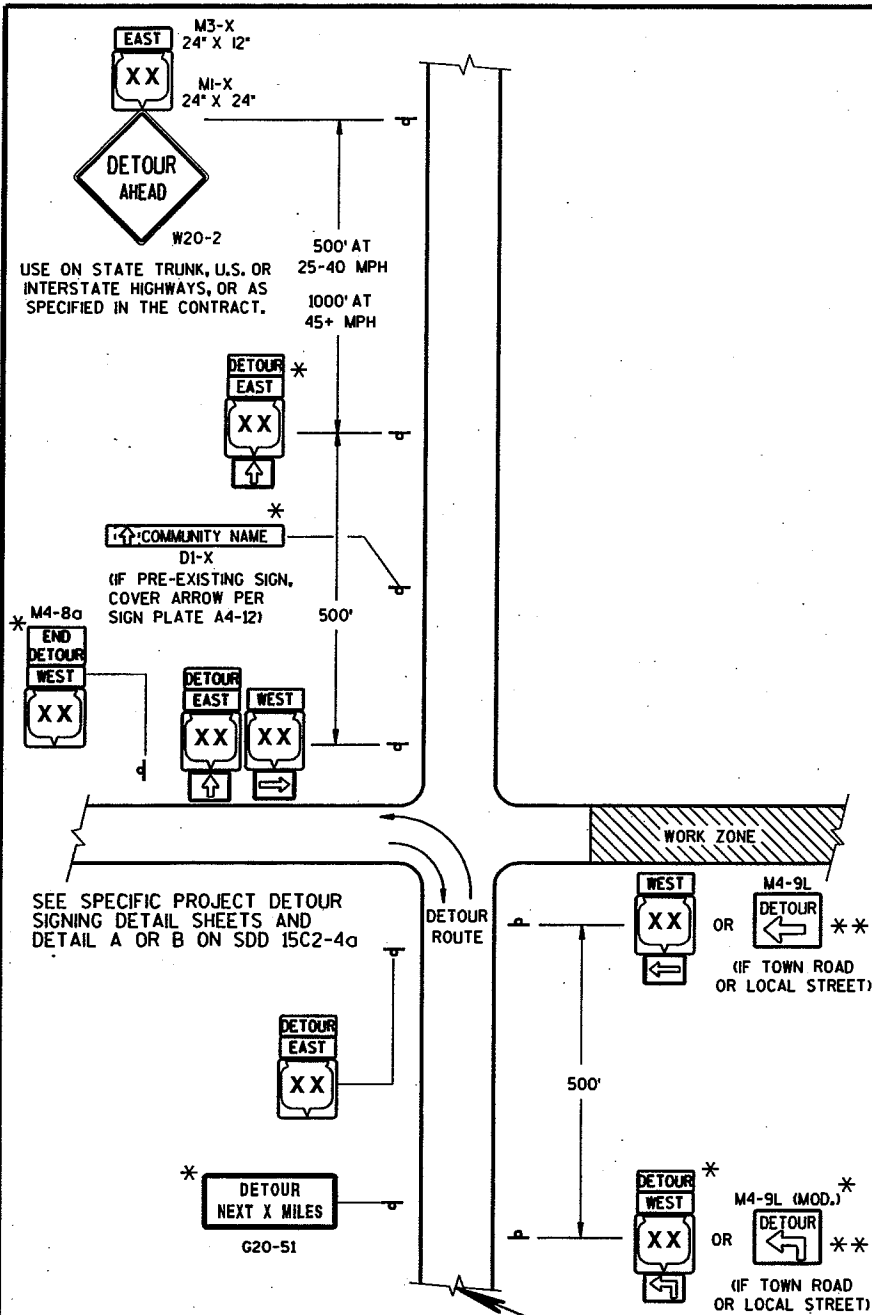 EAST
M3-X
24" X 12"
XX
M1-X
24" X 24"
DETOUR
AHEAD
W20-2
USE ON STATE TRUNK, U.S. OR
INTERSTATE HIGHWAYS, OR AS
SPECIFIED IN THE CONTRACT.
500' AT
25-40 MPH
1000' AT
45+ MPH
DETOUR *
EAST
XX
*
COMMUNITY NAME
D1-X
(IF PRE-EXISTING SIGN,
COVER ARROW PER
SIGN PLATE A4-12)
500'
* M4-8a
END
DETOUR
WEST
XX
DETOUR
EAST WEST
XX XX
WORK ZONE
SEE SPECIFIC PROJECT DETOUR
SIGNING DETAIL SHEETS AND
DETAIL A OR B ON SDD 15C2-4a
DETOUR
ROUTE
WEST
XX
OR
M4-9L
DETOUR
**
(IF TOWN ROAD
OR LOCAL STREET)
DETOUR
EAST
XX
500'
*
DETOUR
NEXT X MILES
G20-51
DETOUR *
WEST
XX
OR
M4-9L (MOD.) *
DETOUR
**
(IF TOWN ROAD
OR LOCAL STREET)